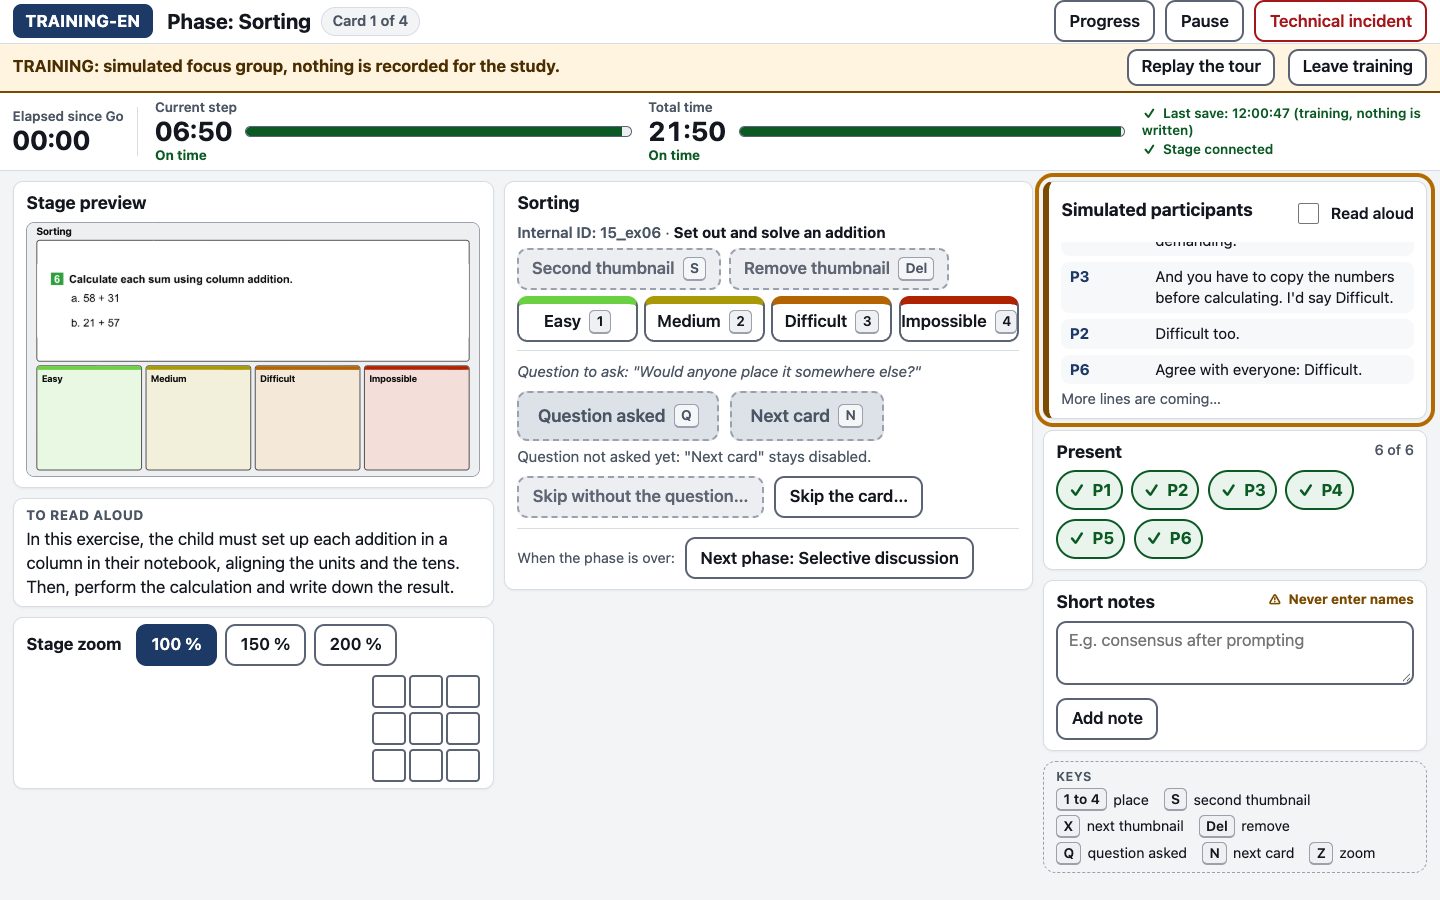 TRAINING-EN
Phase: Sorting
Card 1 of 4
Progress
Pause
Technical incident
TRAINING: simulated focus group, nothing is recorded for the study.
Replay the tour
Leave training
Elapsed since Go
00:00
Current step
06:50
On time
Total time
21:50
On time
✓ Last save: 12:00:47 (training, nothing is
written)
✓ Stage connected
Stage preview
Sorting
6 Calculate each sum using column addition.
a. 58 + 31
b. 21 + 57
Easy
Medium
Difficult
Impossible
TO READ ALOUD
In this exercise, the child must set up each addition in a
column in their notebook, aligning the units and the tens.
Then, perform the calculation and write down the result.
Stage zoom
100 %
150 %
200 %
Sorting
Internal ID: 15_ex06 · Set out and solve an addition
Second thumbnail S
Remove thumbnail Del
Easy 1
Medium 2
Difficult 3
Impossible 4
Question to ask: "Would anyone place it somewhere else?"
Question asked Q
Next card N
Question not asked yet: "Next card" stays disabled.
Skip without the question...
Skip the card...
When the phase is over:
Next phase: Selective discussion
Simulated participants
Read aloud
demanding.
P3 And you have to copy the numbers
before calculating. I'd say Difficult.
P2 Difficult too.
P6 Agree with everyone: Difficult.
More lines are coming...
Present
6 of 6
✓ P1
✓ P2
✓ P3
✓ P4
✓ P5
✓ P6
Short notes
⚠ Never enter names
E.g. consensus after prompting
Add note
KEYS
1 to 4 place S second thumbnail
X next thumbnail Del remove
Q question asked N next card Z zoom